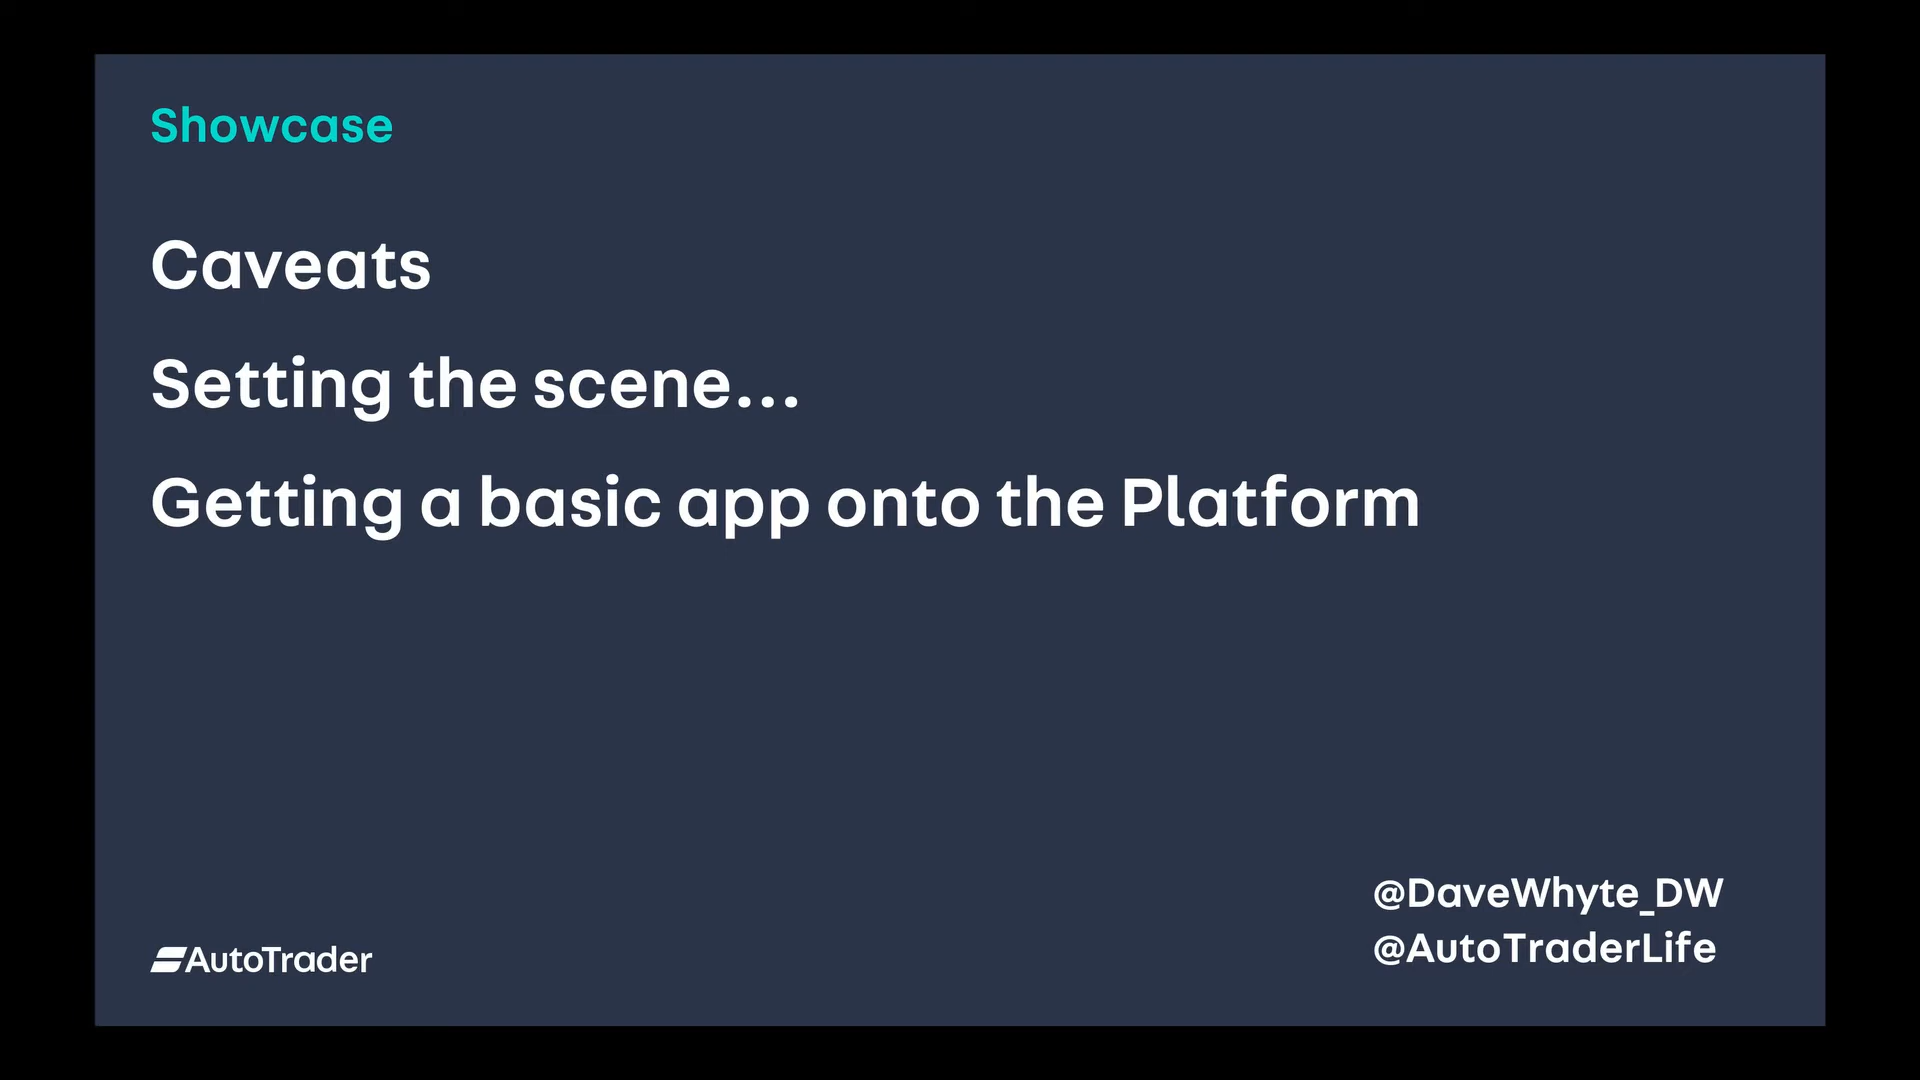 Showcase
Caveats
Setting the scene...
Getting a basic app onto the Platform
@DaveWhyte_DW
@AutoTraderLife
AutoTrader